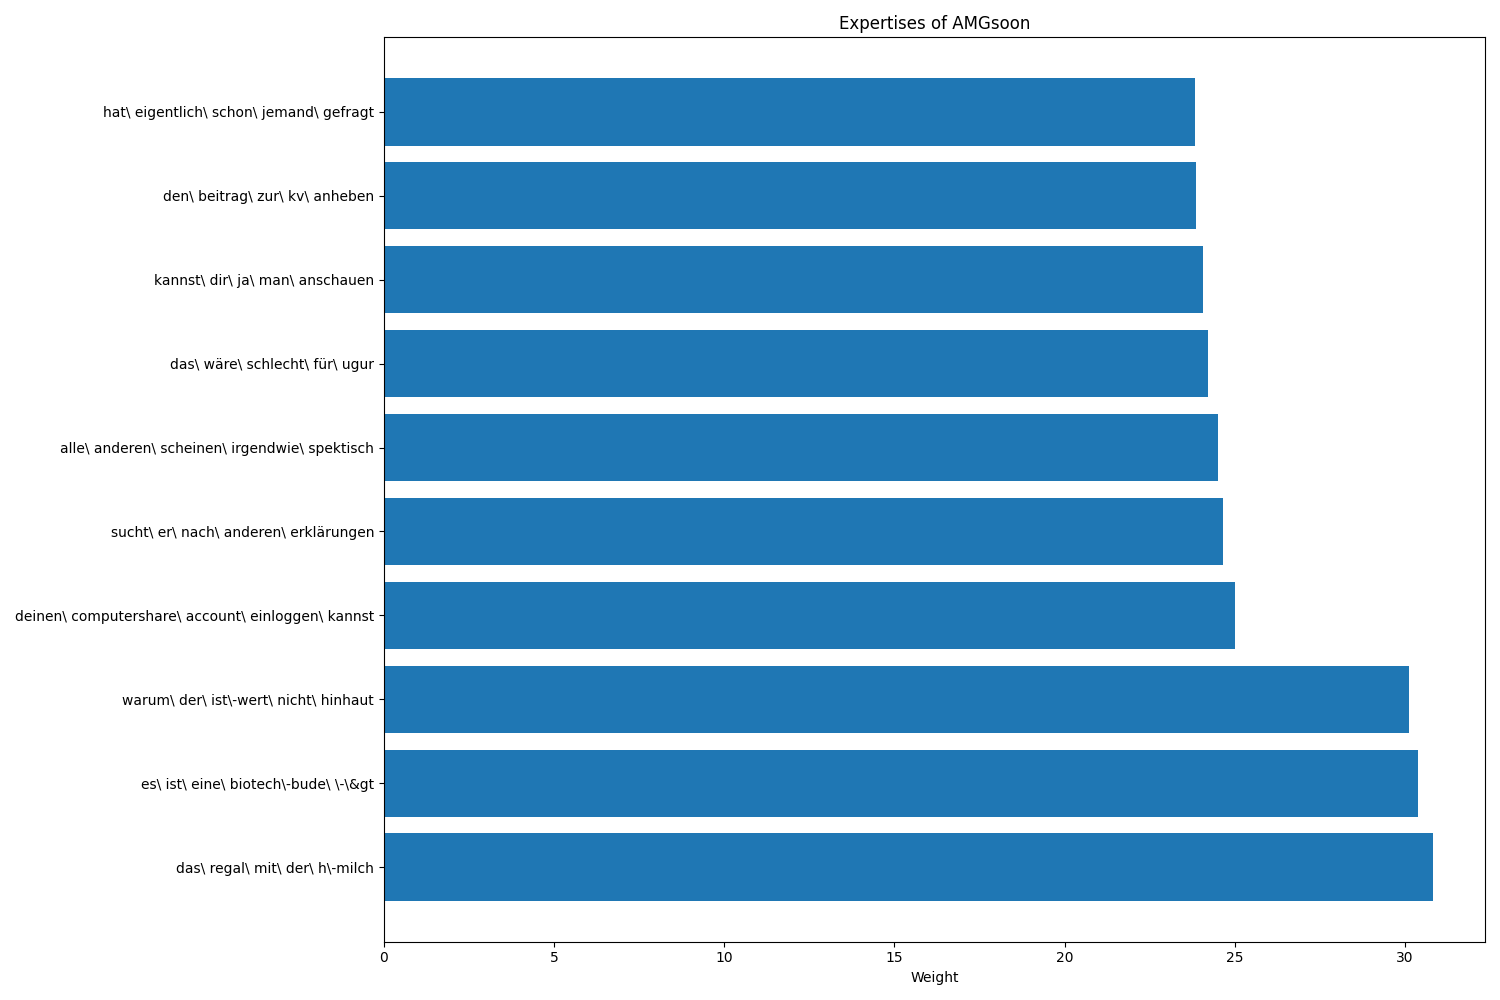 Expertises of AMGsoon
hat\ eigentlich\ schon\ jemand\ gefragt
den\ beitrag\ zur\ kv\ anheben
kannst\ dir\ ja\ man\ anschauen
das\ wäre\ schlecht\ für\ ugur
alle\ anderen\ scheinen\ irgendwie\ spektisch
sucht\ er\ nach\ anderen\ erklärungen
deinen\ computershare\ account\ einloggen\ kannst
warum\ der\ ist\-wert\ nicht\ hinhaut
es\ ist\ eine\ biotech\-bude\ \-\&gt
das\ regal\ mit\ der\ h\-milch
0 5 10 15 20 25 30
Weight